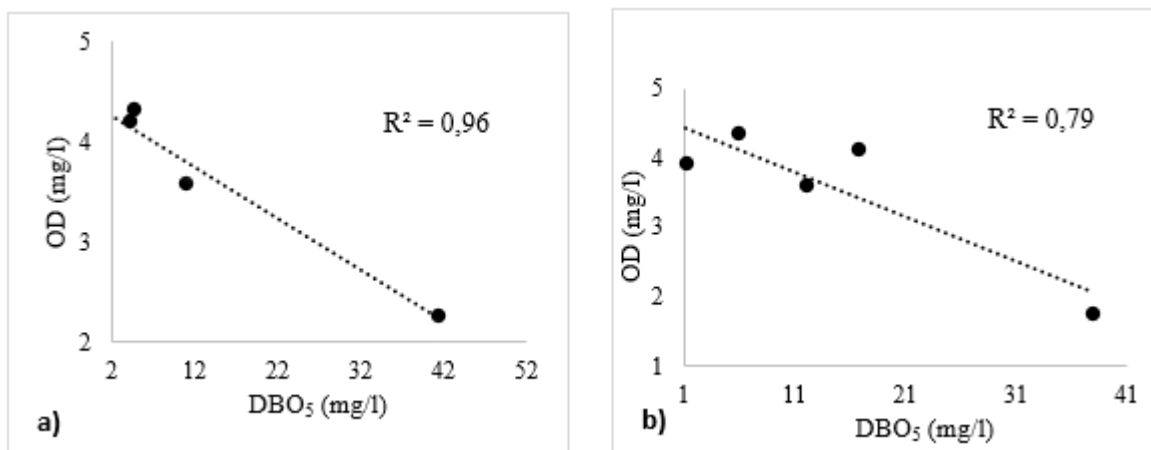 5
4
3
2
OD (mg/l)
R² = 0,96
2 12 22 32 42 52
DBO₅ (mg/l)
a)
5
4
3
2
1
OD (mg/l)
R² = 0,79
1 11 21 31 41
DBO₅ (mg/l)
b)